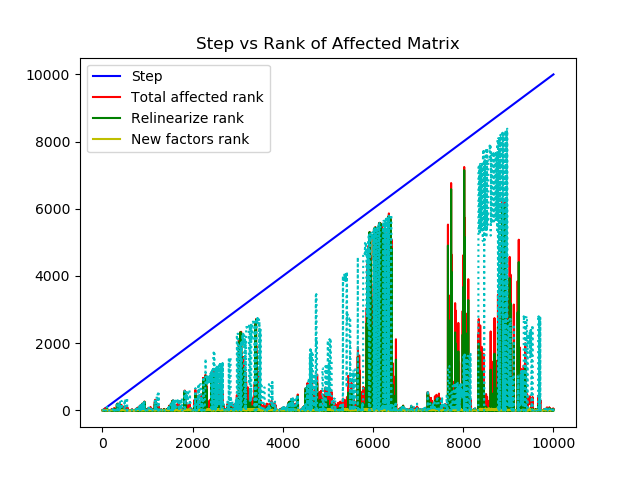 Step vs Rank of Affected Matrix
Step
Total affected rank
Relinearize rank
New factors rank
10000
8000
6000
4000
2000
0
0 2000 4000 6000 8000 10000